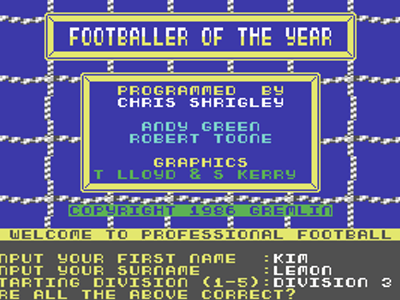 FOOTBALLER OF THE YEAR
PROGRAMMED BY
CHRIS SHRIGLEY
ANDY GREEN
ROBERT TOONE
GRAPHICS
T LLOYD & S KERRY
COPYRIGHT 1986 GREMLIN
WELCOME TO PROFESSIONAL FOOTBALL
NPUT YOUR FIRST NAME :KIM
NPUT YOUR SURNAME :LEMON
TARTING DIVISION (1-5):DIVISION 3
RE ALL THE ABOVE CORRECT?